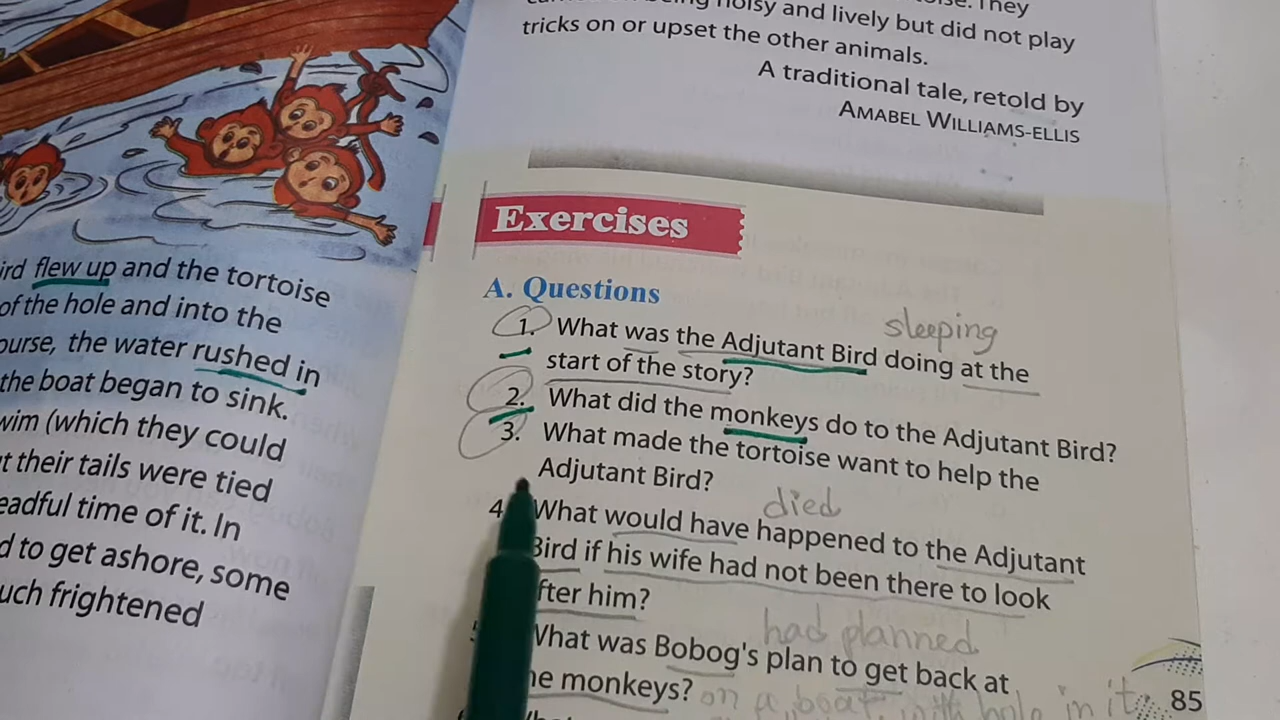 ird flew up and the tortoise
of the hole and into the
ourse, the water rushed in
the boat began to sink.
wim (which they could
t their tails were tied
eadful time of it. In
d to get ashore, some
uch frightened
They
noisy and lively but did not play
tricks on or upset the other animals.
A traditional tale, retold by
AMABEL WILLIAMS-ELLIS
Exercises
A. Questions
sleeping
1. What was the Adjutant Bird doing at the
start of the story?
2. What did the monkeys do to the Adjutant Bird?
3. What made the tortoise want to help the
Adjutant Bird?
died
4 What would have happened to the Adjutant
Bird if his wife had not been there to look
fter him?
had planned
What was Bobog's plan to get back at
he monkeys?
on a boat with hole in it
85